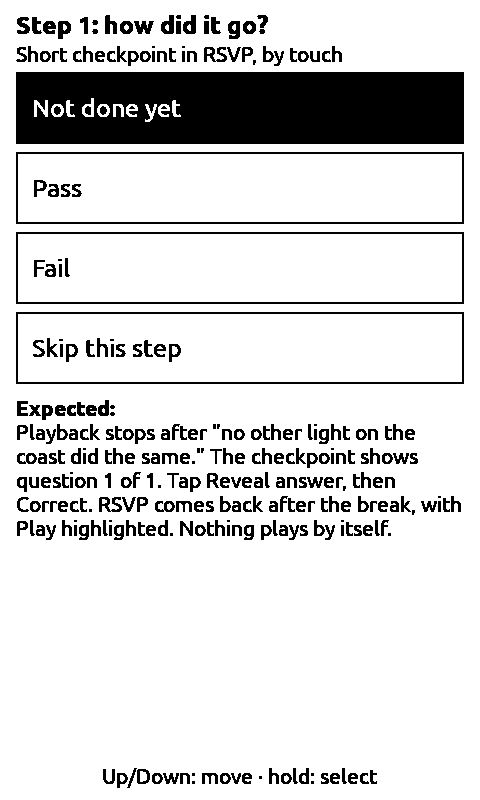 Step 1: how did it go?
Short checkpoint in RSVP, by touch
Not done yet
Pass
Fail
Skip this step
Expected:
Playback stops after "no other light on the
coast did the same." The checkpoint shows
question 1 of 1. Tap Reveal answer, then
Correct. RSVP comes back after the break, with
Play highlighted. Nothing plays by itself.
Up/Down: move · hold: select